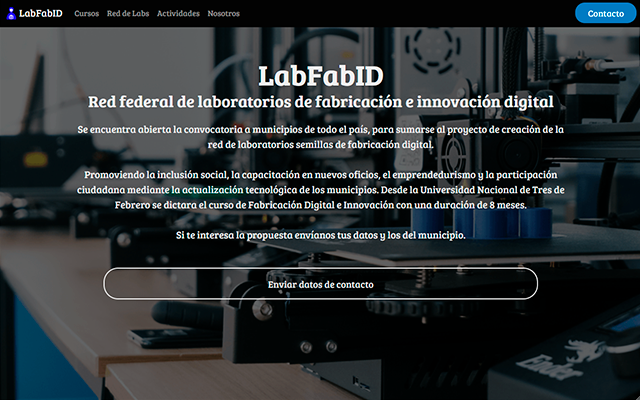 LabFabID Cursos Red de Labs Actividades Nosotros Contacto
LabFabID
Red federal de laboratorios de fabricación e innovación digital
Se encuentra abierta la convocatoria a municipios de todo el país, para sumarse al proyecto de creación de la
red de laboratorios semillas de fabricación digital.
Promoviendo la inclusión social, la capacitación en nuevos oficios, el emprendedurismo y la participación
ciudadana mediante la actualización tecnológica de los municipios. Desde la Universidad Nacional de Tres de
Febrero se dictara el curso de Fabricación Digital e Innovación con una duración de 8 meses.
Si te interesa la propuesta envíanos tus datos y los del municipio.
Enviar datos de contacto
Ender